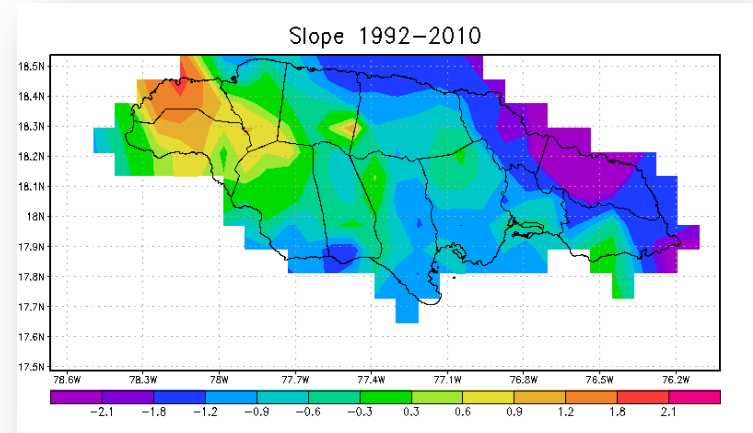 Slope 1992-2010
18.5N
18.4N
18.3N
18.2N
18.1N
18N
17.9N
17.8N
17.7N
17.6N
17.5N
78.6W 78.3W 78W 77.7W 77.4W 77.1W 76.8W 76.5W 76.2W
-2.1 -1.8 -1.2 -0.9 -0.6 -0.3 0.3 0.6 0.9 1.2 1.8 2.1